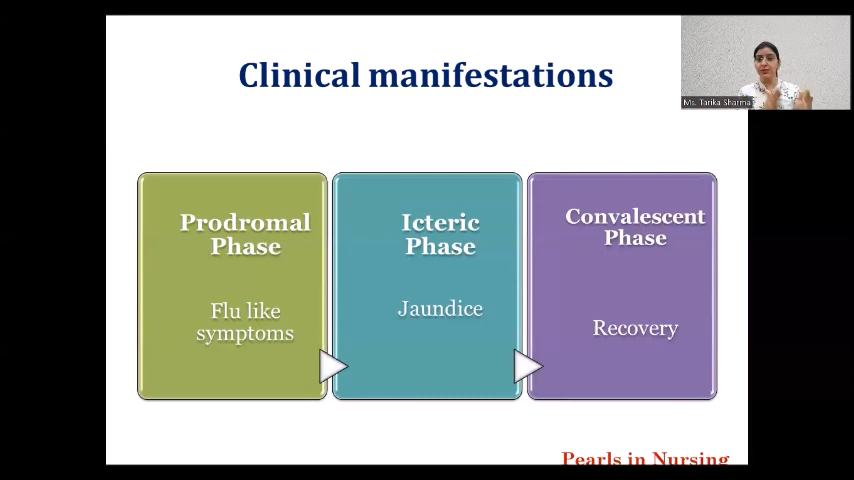 Clinical manifestations
Ms. Tarika Sharma
Prodromal
Phase
Flu like
symptoms
Icteric
Phase
Jaundice
Convalescent
Phase
Recovery
Pearls in Nursing